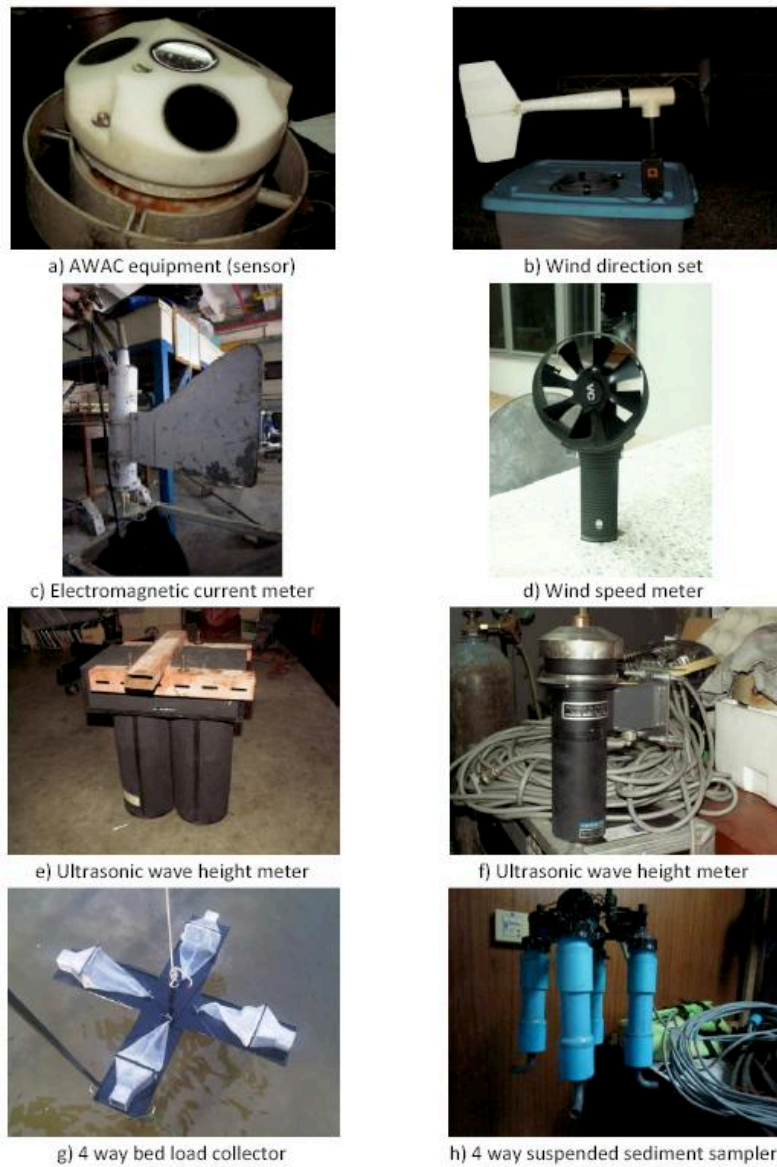 a) AWAC equipment (sensor)
b) Wind direction set
c) Electromagnetic current meter
VC
d) Wind speed meter
e) Ultrasonic wave height meter
f) Ultrasonic wave height meter
g) 4 way bed load collector
h) 4 way suspended sediment sampler